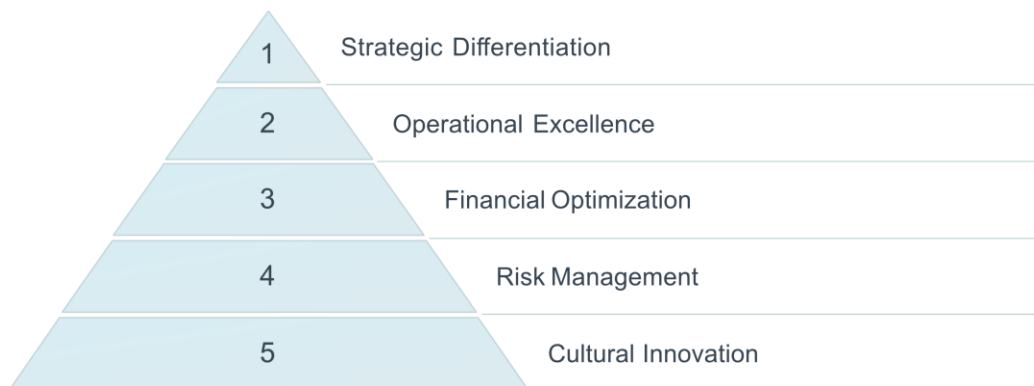 1 Strategic Differentiation
2 Operational Excellence
3 Financial Optimization
4 Risk Management
5 Cultural Innovation